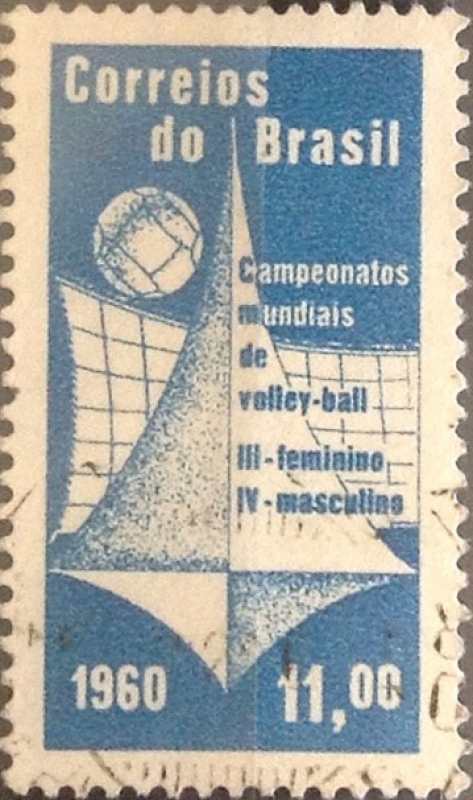 Correios
do Brasil
Campeonatos
mundiais
de
volley-ball
III-feminino
IV-masculino
1960 11,00